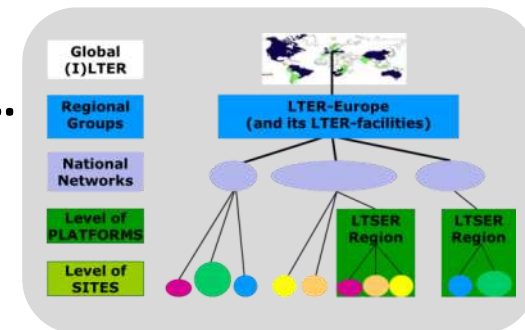 Global
(I)LTER
Regional
Groups
LTER-Europe
(and its LTER-facilities)
National
Networks
Level of
PLATFORMS
LTSER
Region
LTSER
Region
Level of
SITES